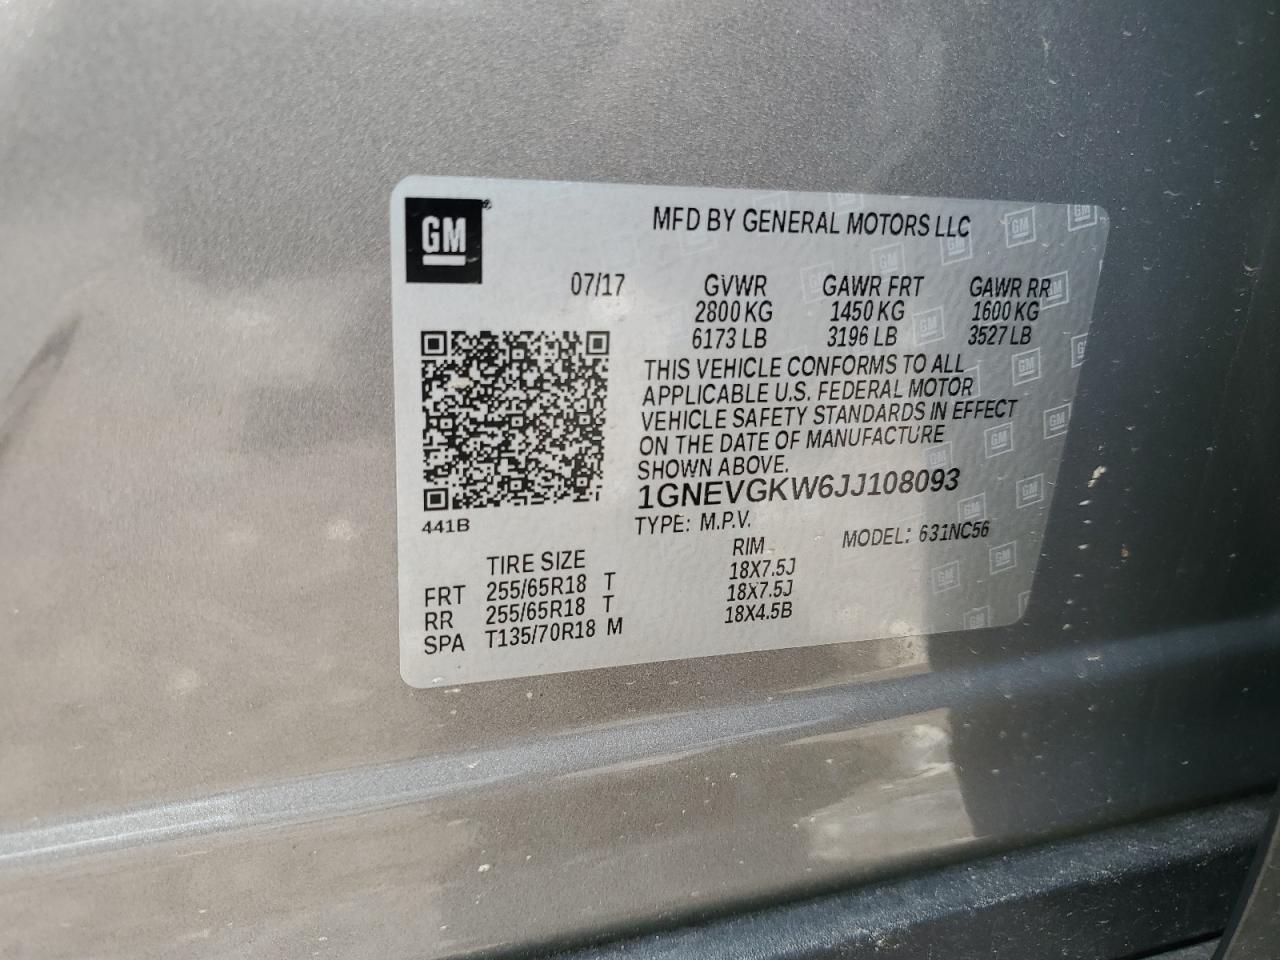 GM
MFD BY GENERAL MOTORS LLC
07/17 GVWR GAWR FRT GAWR RR
2800 KG 1450 KG 1600 KG
6173 LB 3196 LB 3527 LB
THIS VEHICLE CONFORMS TO ALL
APPLICABLE U.S. FEDERAL MOTOR
VEHICLE SAFETY STANDARDS IN EFFECT
ON THE DATE OF MANUFACTURE
SHOWN ABOVE.
1GNEVGKW6JJ108093
441B
TYPE: M.P.V. MODEL: 631NC56
TIRE SIZE RIM
FRT 255/65R18 T 18X7.5J
RR 255/65R18 T 18X7.5J
SPA T135/70R18 M 18X4.5B